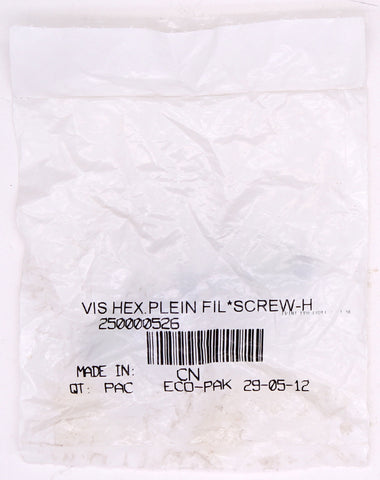 VIS HEX.PLEIN FIL*SCREW-H
250000526
MADE IN: CN
QT: PAC ECO-PAK 29-05-12